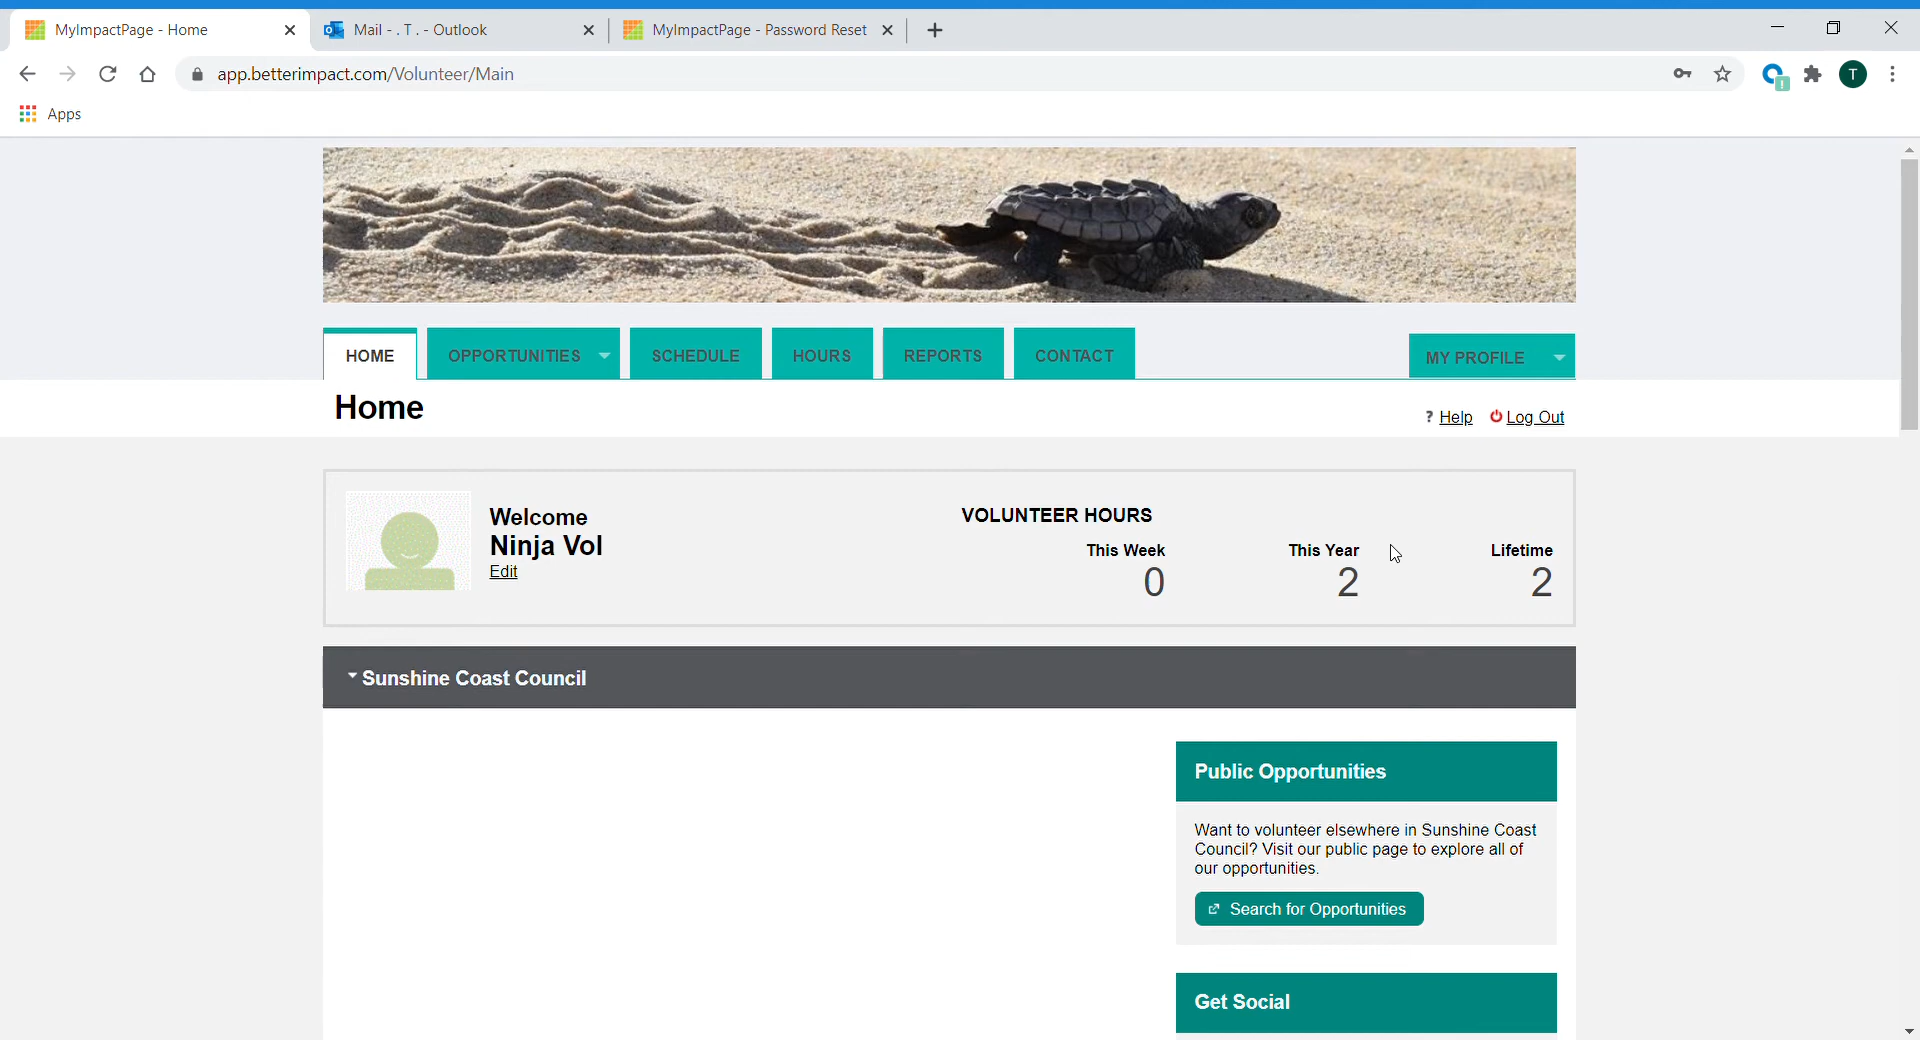 MyImpactPage - Home
Mail - . T . - Outlook
MyImpactPage - Password Reset
app.betterimpact.com/Volunteer/Main
T
Apps
HOME
OPPORTUNITIES
SCHEDULE
HOURS
REPORTS
CONTACT
MY PROFILE
Home
? Help
Log Out
Welcome
Ninja Vol
Edit
VOLUNTEER HOURS
This Week
This Year
Lifetime
0
2
2
Sunshine Coast Council
Public Opportunities
Want to volunteer elsewhere in Sunshine Coast
Council? Visit our public page to explore all of
our opportunities.
Search for Opportunities
Get Social